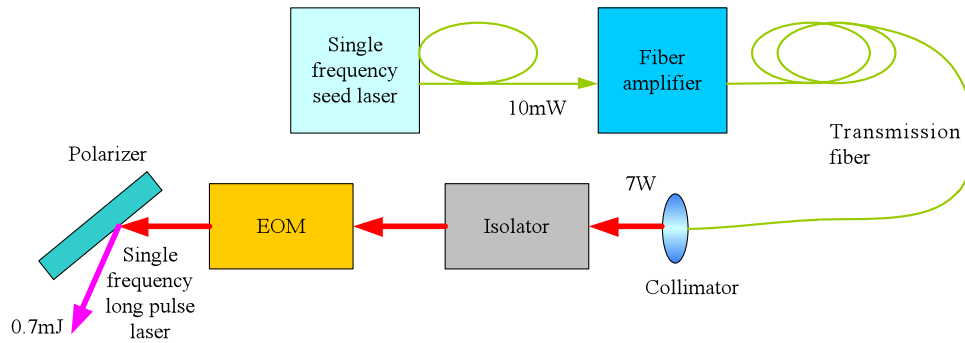 Single
frequency
seed laser
10mW
Fiber
amplifier
Transmission
fiber
Polarizer
EOM
Isolator
7W
Collimator
Single
frequency
long pulse
laser
0.7mJ